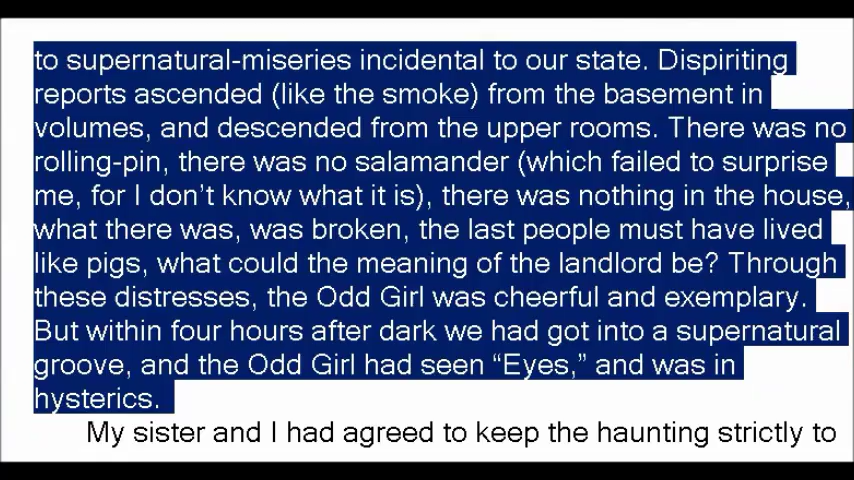 to supernatural-miseries incidental to our state. Dispiriting
reports ascended (like the smoke) from the basement in
volumes, and descended from the upper rooms. There was no
rolling-pin, there was no salamander (which failed to surprise
me, for I don’t know what it is), there was nothing in the house,
what there was, was broken, the last people must have lived
like pigs, what could the meaning of the landlord be? Through
these distresses, the Odd Girl was cheerful and exemplary.
But within four hours after dark we had got into a supernatural
groove, and the Odd Girl had seen “Eyes,” and was in
hysterics.
My sister and I had agreed to keep the haunting strictly to